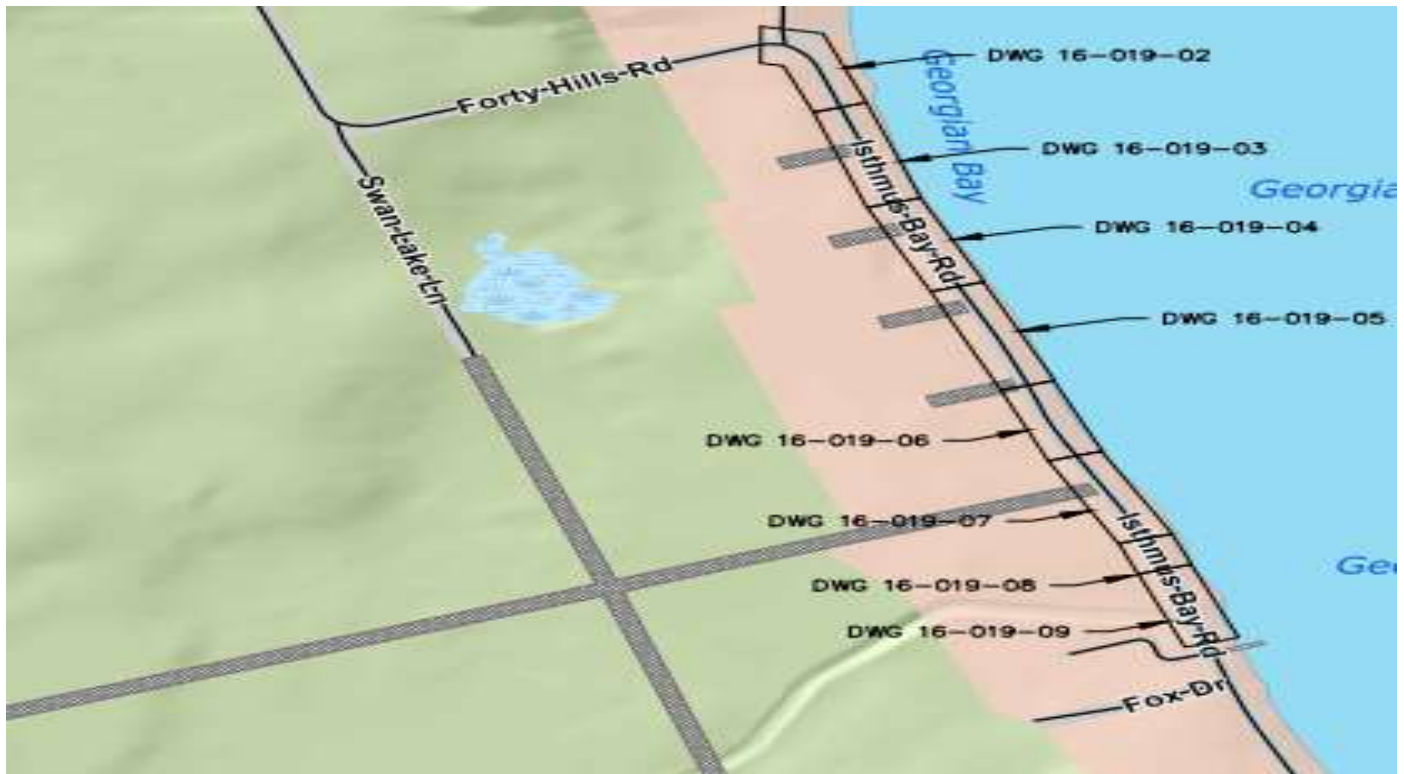 DWG 16-019-02
Forty-Hills-Rd
Georgian Bay
DWG 16-019-03
Isthmus-Bay-Rd
Georgia
Swan-Lake-Ln
DWG 16-019-04
DWG 16-019-05
DWG 16-019-06
DWG 16-019-07
Isthmus-Bay-Rd
Geo
DWG 16-019-08
DWG 16-019-09
Fox-Dr